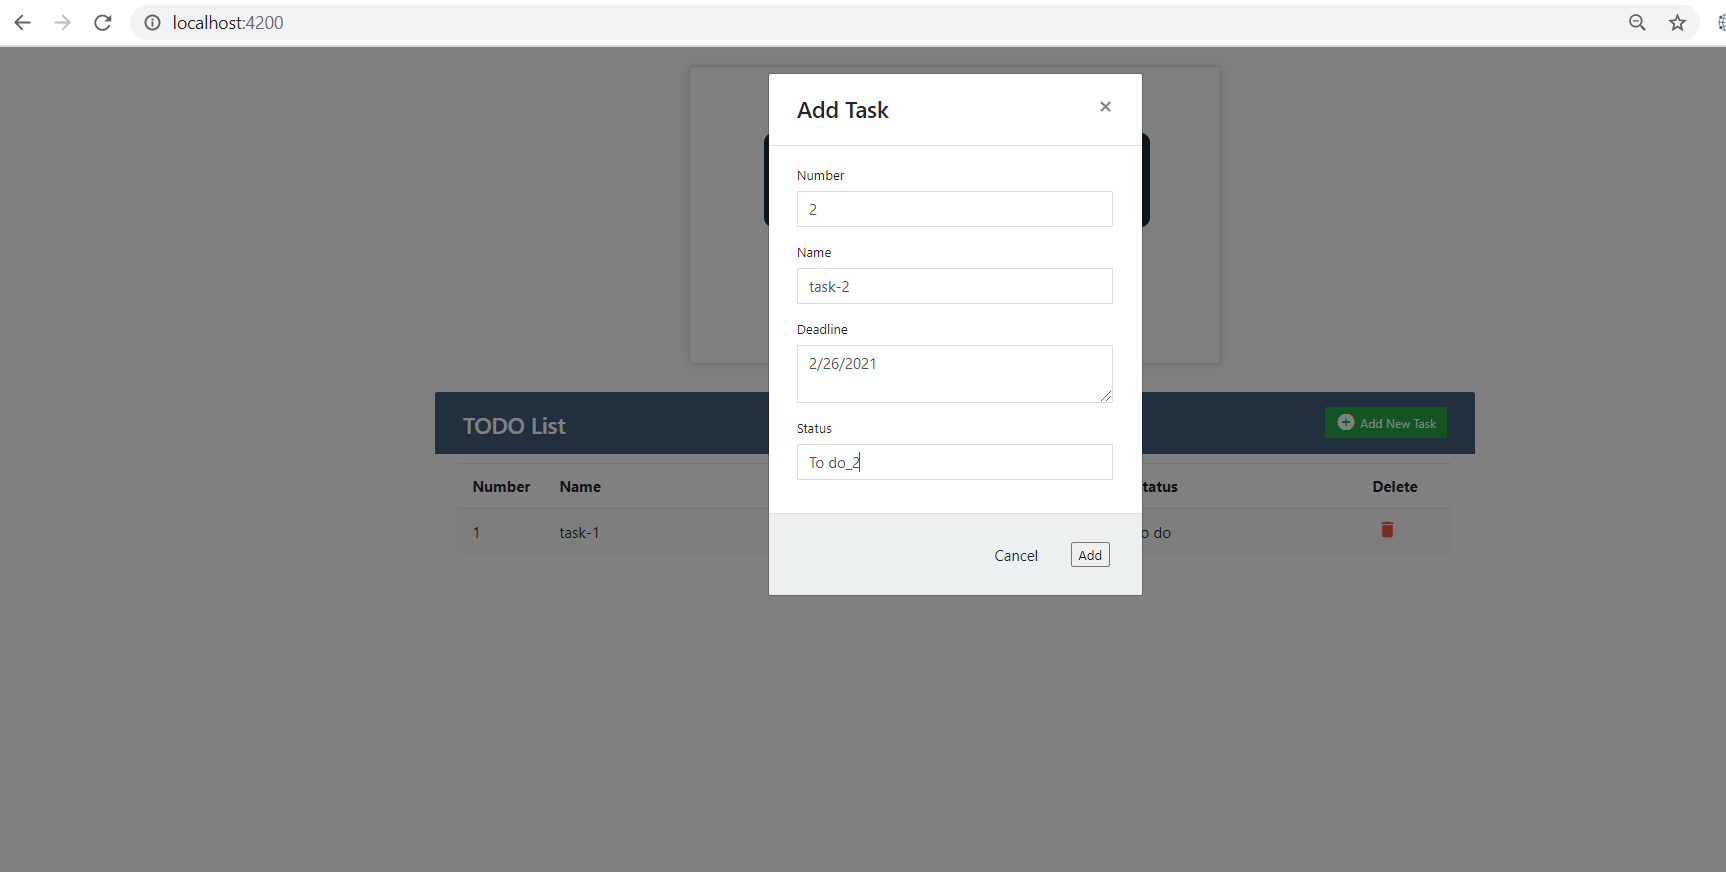 localhost:4200
Add Task
×
Number
2
Name
task-2
Deadline
2/26/2021
Status
To do_2
Cancel
Add
TODO List
Add New Task
Number Name tatus Delete
1 task-1 o do